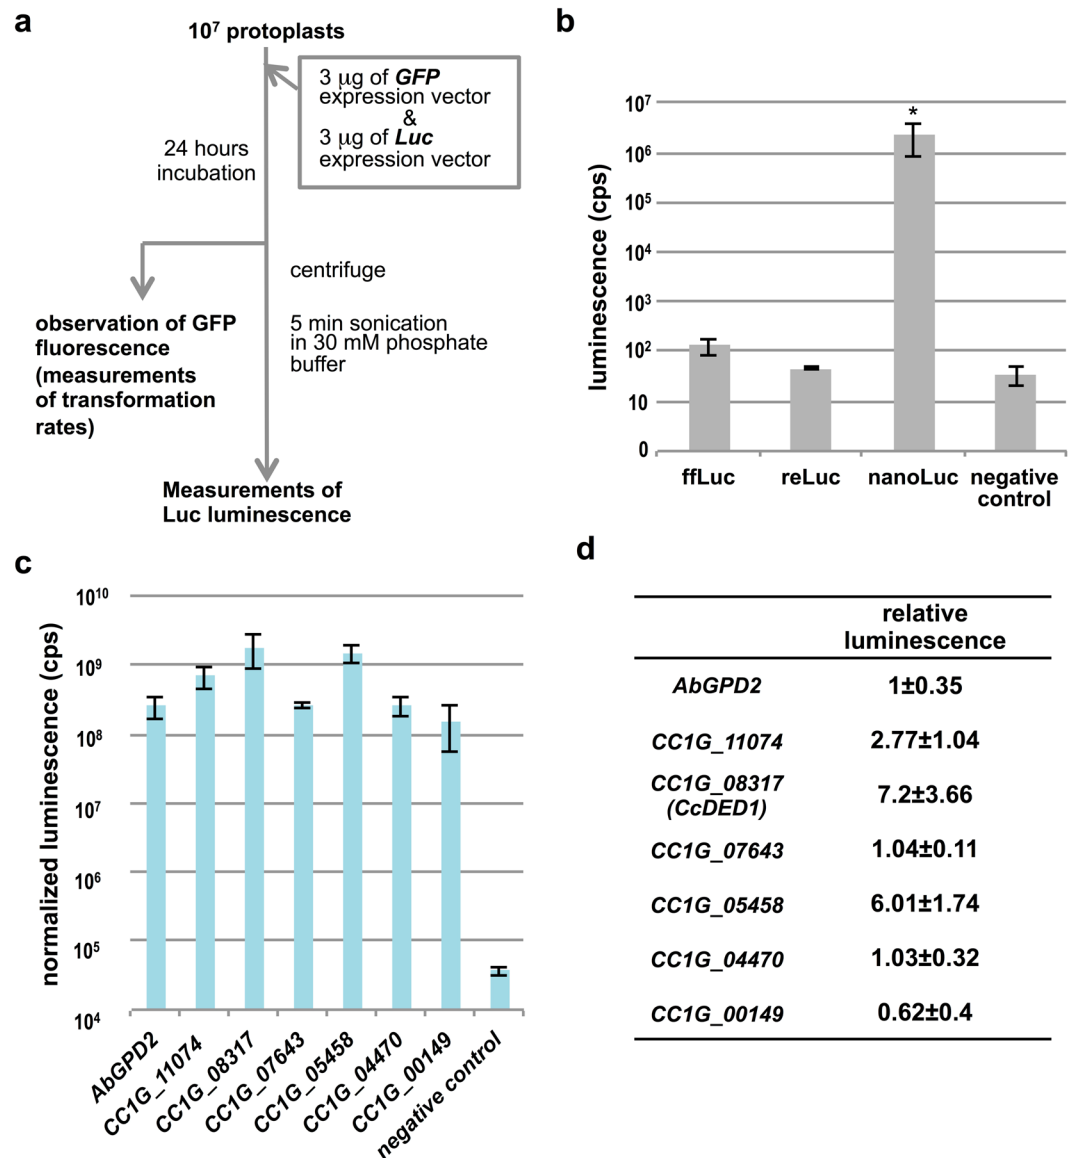 a
10⁷ protoplasts
3 µg of GFP
expression vector
&
3 µg of Luc
expression vector
24 hours
incubation
centrifuge
5 min sonication
in 30 mM phosphate
buffer
observation of GFP
fluorescence
(measurements
of transformation
rates)
Measurements of
Luc luminescence
b
luminescence (cps)
10⁷
10⁶
10⁵
10⁴
10³
10²
10
0
*
ffLuc
reLuc
nanoLuc
negative
control
c
normalized luminescence (cps)
10¹⁰
10⁹
10⁸
10⁷
10⁶
10⁵
10⁴
AbGPD2
CC1G_11074
CC1G_08317
CC1G_07643
CC1G_05458
CC1G_04470
CC1G_00149
negative control
d
relative
luminescence
AbGPD2 1±0.35
CC1G_11074 2.77±1.04
CC1G_08317
(CcDED1) 7.2±3.66
CC1G_07643 1.04±0.11
CC1G_05458 6.01±1.74
CC1G_04470 1.03±0.32
CC1G_00149 0.62±0.4